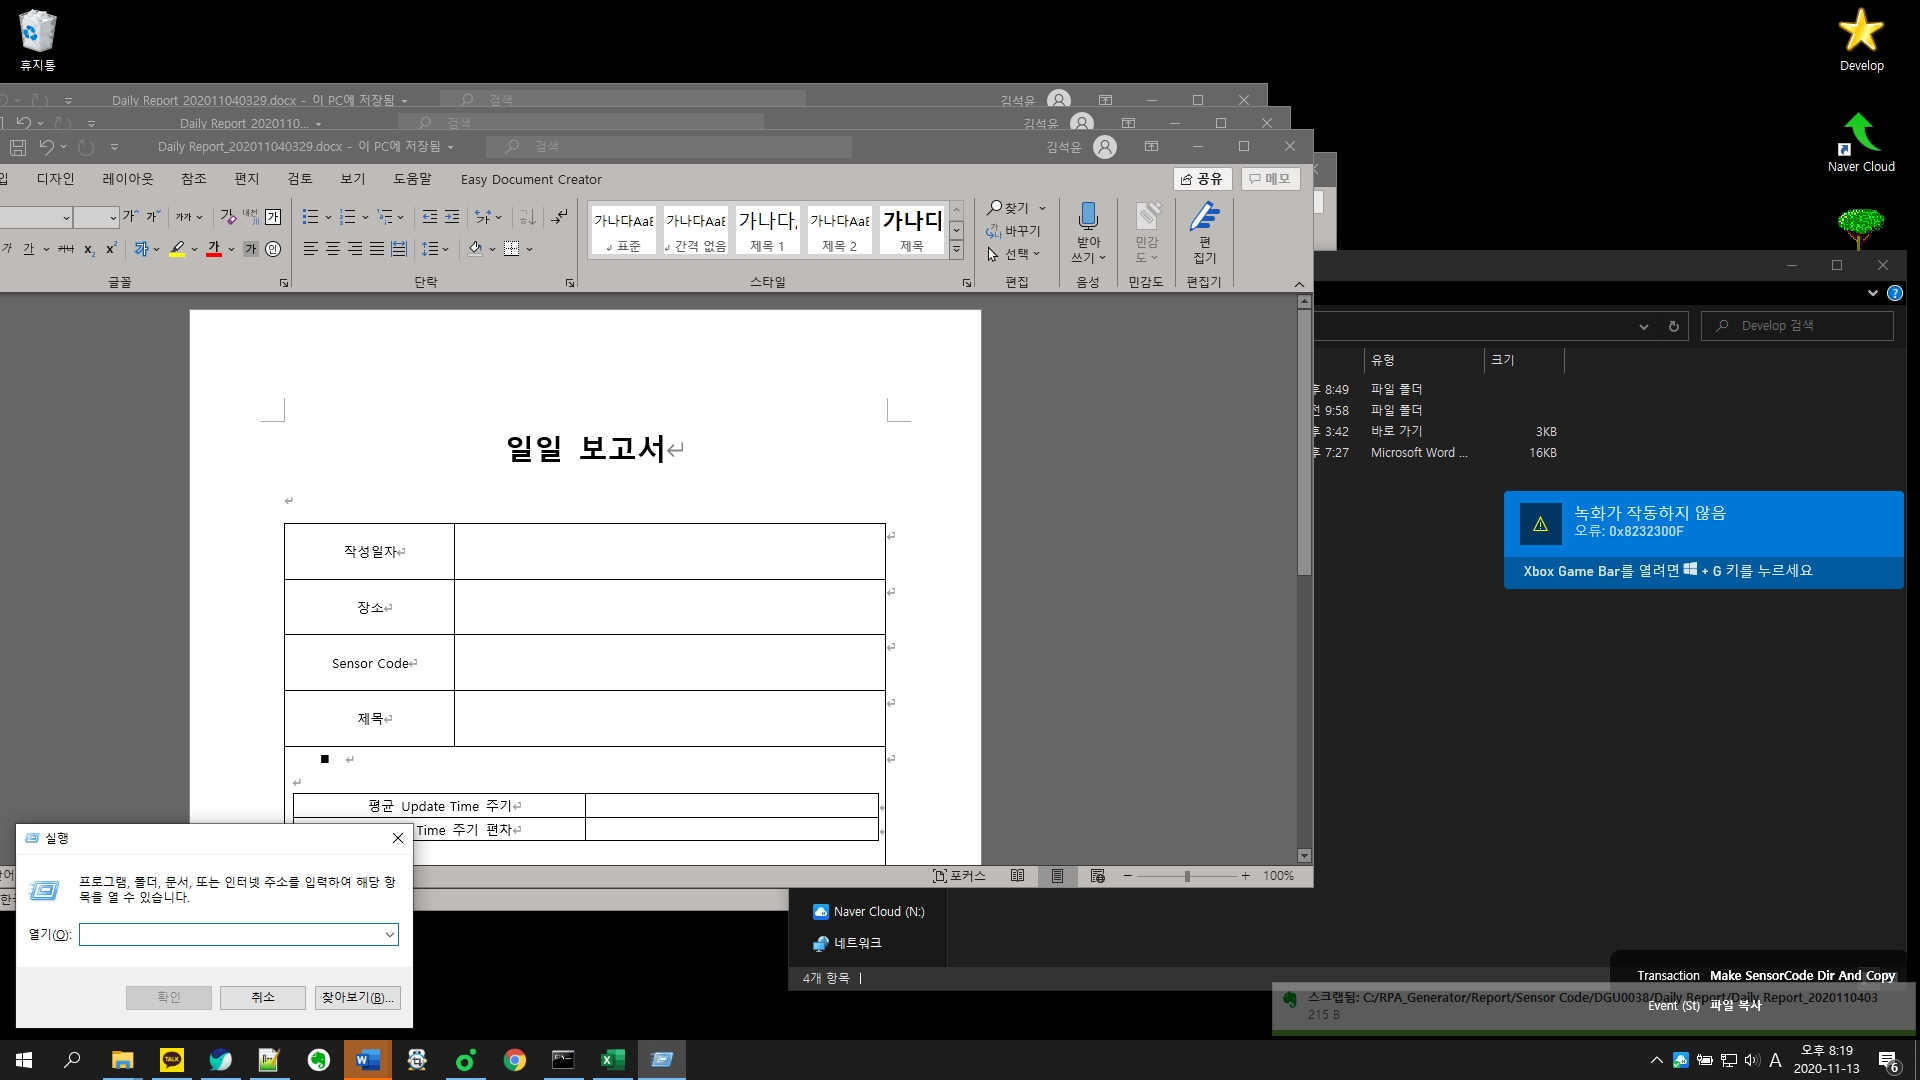 휴지통
Develop
Naver Cloud
Daily Report_202011040329.docx - 이 PC에 저장됨
검색
김석윤
Daily Report_2020110...
검색
김석윤
Daily Report_202011040329.docx - 이 PC에 저장됨
검색
김석윤
디자인 레이아웃 참조 편지 검토 보기 도움말 Easy Document Creator
공유 메모
글꼴 단락 스타일 편집 음성 민감도 편집기
가나다AaB 가나다AaB 가나다 가나다AaB 가나다
표준 간격 없음 제목 1 제목 2 제목
찾기
바꾸기
선택
받아
쓰기
민감
도
편
집기
Develop 검색
유형 크기
8:49 파일 폴더
9:58 파일 폴더
3:42 바로 가기 3KB
7:27 Microsoft Word ... 16KB
일일 보고서
작성일자
장소
Sensor Code
제목
평균 Update Time 주기
Time 주기 편차
녹화가 작동하지 않음
오류: 0x8232300F
Xbox Game Bar를 열려면 + G 키를 누르세요
실행
프로그램, 폴더, 문서, 또는 인터넷 주소를 입력하여 해당 항
목을 열 수 있습니다.
열기(O):
확인 취소 찾아보기(B)...
포커스
100%
Naver Cloud (N:)
네트워크
4개 항목
Transaction Make SensorCode Dir And Copy
스크랩됨: C:/RPA_Generator/Report/Sensor Code/DGU0038/Daily Report/Daily Report_2020110403
Event (St) 파일 복사
215 B
TALK
A
오후 8:19
2020-11-13
6